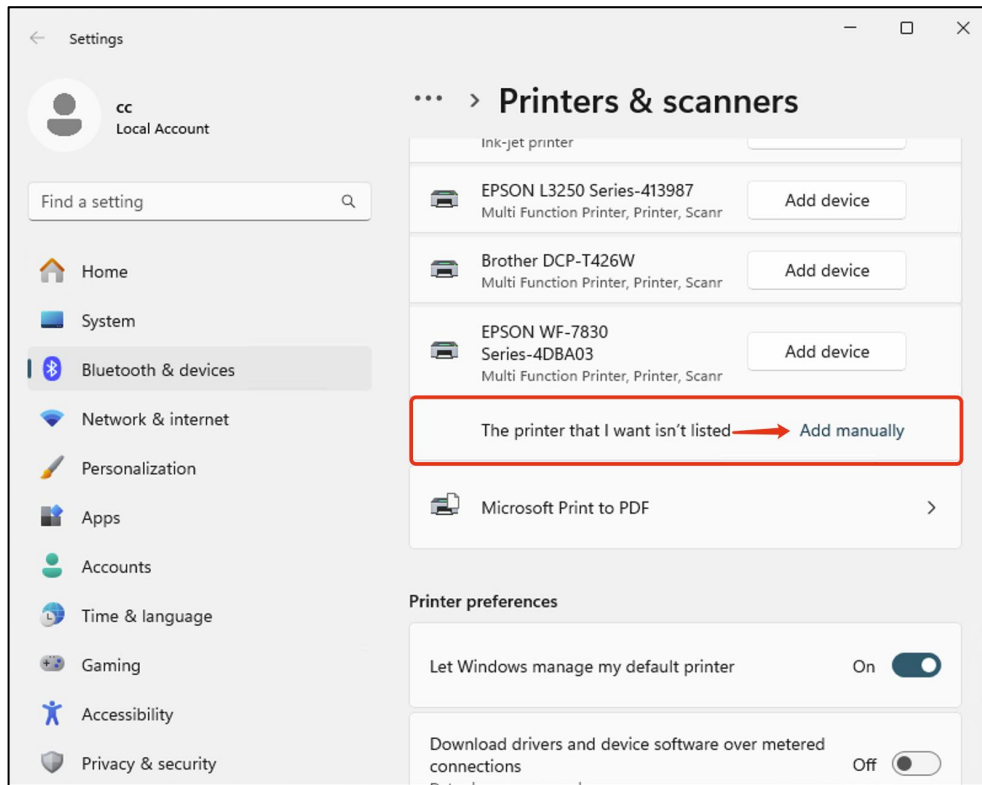 Settings
cc
Local Account
Find a setting
Home
System
Bluetooth & devices
Network & internet
Personalization
Apps
Accounts
Time & language
Gaming
Accessibility
Privacy & security
Printers & scanners
Ink-jet printer
EPSON L3250 Series-413987
Multi Function Printer, Printer, Scanr
Add device
Brother DCP-T426W
Multi Function Printer, Printer, Scanr
Add device
EPSON WF-7830
Series-4DBA03
Multi Function Printer, Printer, Scanr
Add device
The printer that I want isn't listed
Add manually
Microsoft Print to PDF
Printer preferences
Let Windows manage my default printer
On
Download drivers and device software over metered
connections
Off